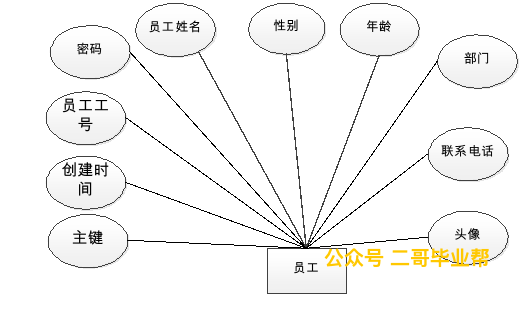 员工姓名
性别
年龄
密码
部门
员工工
号
联系电话
创建时
间
主键
头像
公众号 二哥毕业帮
员工